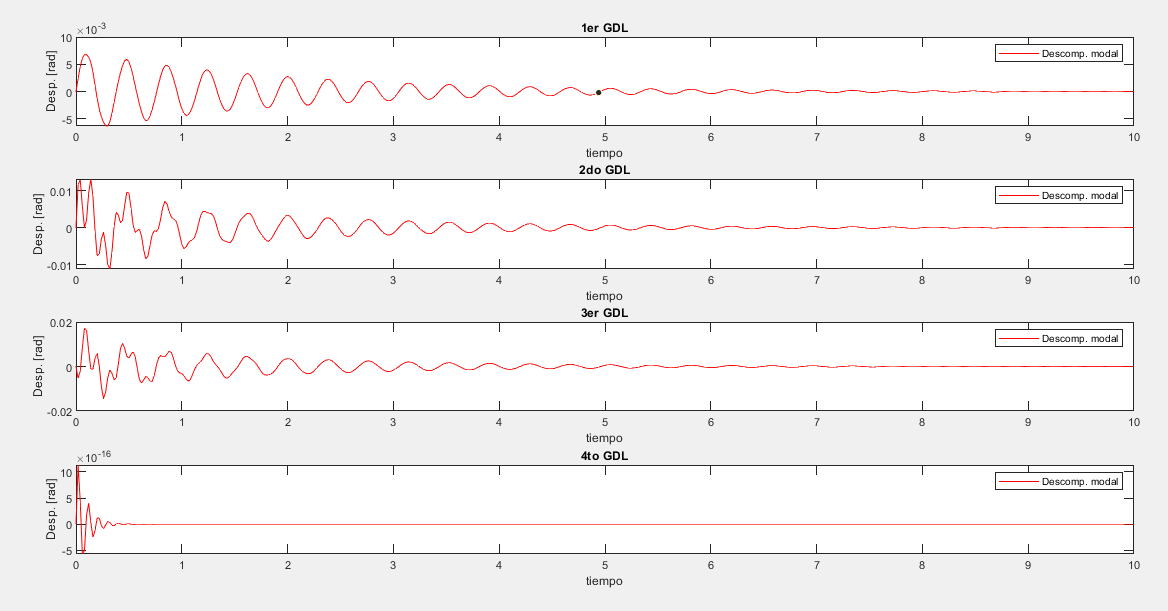 1er GDL
×10-3
Desp. [rad]
10
5
0
-5
Descomp. modal
0 1 2 3 4 5 6 7 8 9 10
tiempo
2do GDL
Desp. [rad]
0.01
0
-0.01
Descomp. modal
0 1 2 3 4 5 6 7 8 9 10
tiempo
3er GDL
Desp. [rad]
0.02
0
-0.02
Descomp. modal
0 1 2 3 4 5 6 7 8 9 10
tiempo
4to GDL
×10-16
Desp. [rad]
10
5
0
-5
Descomp. modal
0 1 2 3 4 5 6 7 8 9 10
tiempo